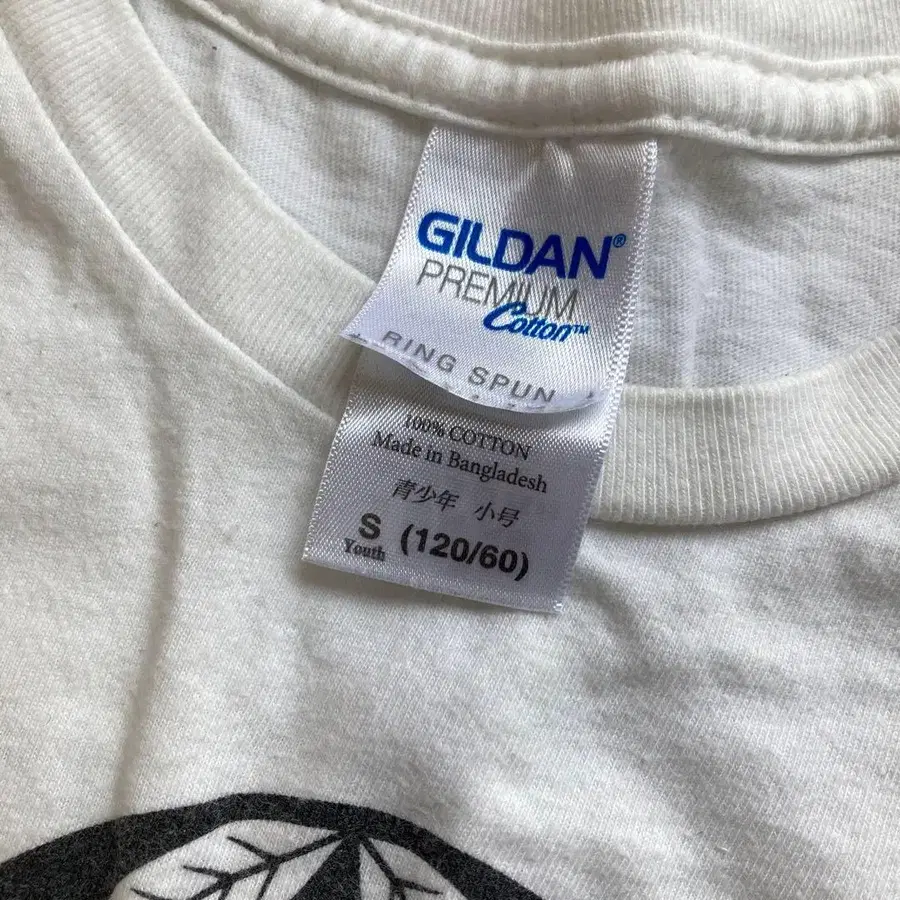 GILDAN®
PREMIUM
Cotton™
RING SPUN
100% COTTON
Made in Bangladesh
青少年 小号
S (120/60)
Youth